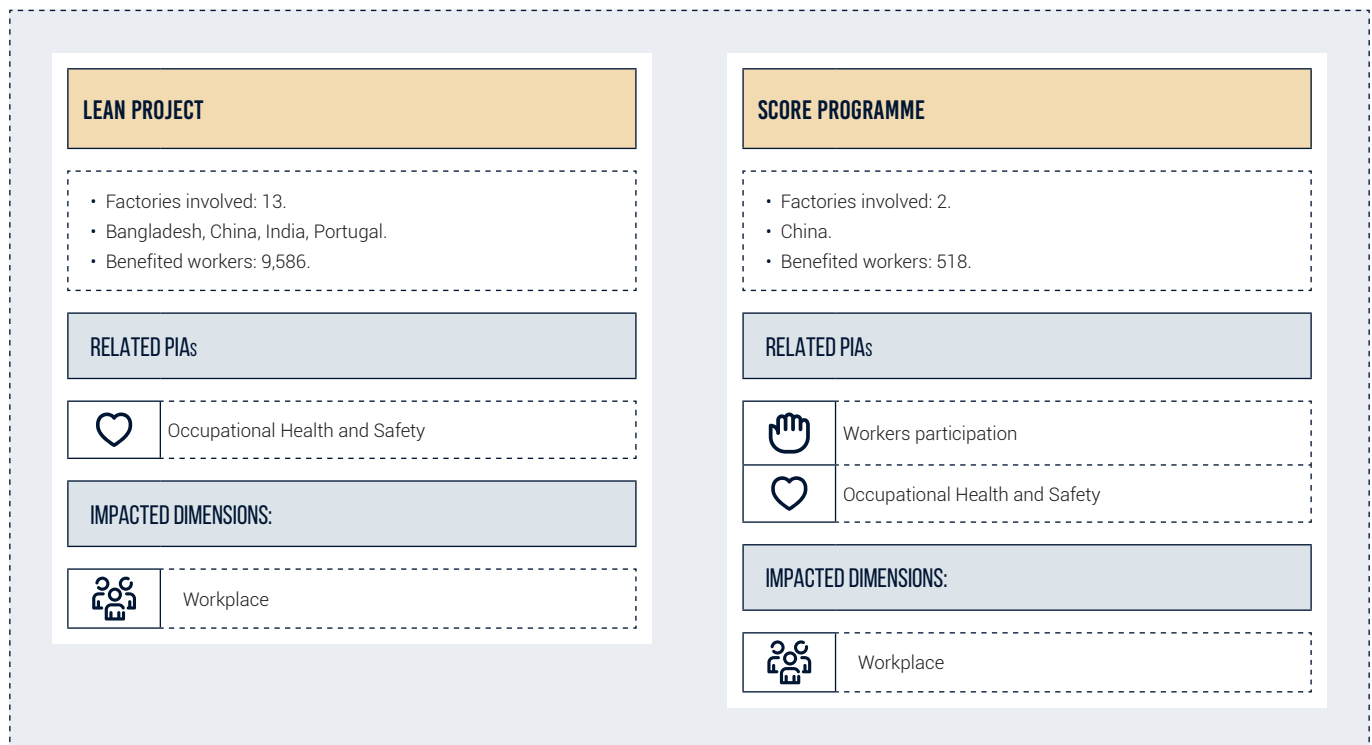 LEAN PROJECT
• Factories involved: 13.
• Bangladesh, China, India, Portugal.
• Benefited workers: 9,586.
RELATED PIAs
Occupational Health and Safety
IMPACTED DIMENSIONS:
Workplace
SCORE PROGRAMME
• Factories involved: 2.
• China.
• Benefited workers: 518.
RELATED PIAs
Workers participation
Occupational Health and Safety
IMPACTED DIMENSIONS:
Workplace